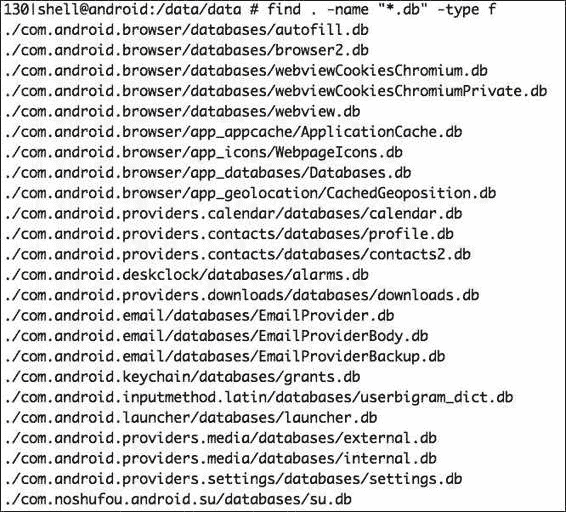 130|shell@android:/data/data # find . -name "*.db" -type f
./com.android.browser/databases/autofill.db
./com.android.browser/databases/browser2.db
./com.android.browser/databases/webviewCookiesChromium.db
./com.android.browser/databases/webviewCookiesChromiumPrivate.db
./com.android.browser/databases/webview.db
./com.android.browser/app_appcache/ApplicationCache.db
./com.android.browser/app_icons/WebpageIcons.db
./com.android.browser/app_databases/Databases.db
./com.android.browser/app_geolocation/CachedGeoposition.db
./com.android.providers.calendar/databases/calendar.db
./com.android.providers.contacts/databases/profile.db
./com.android.providers.contacts/databases/contacts2.db
./com.android.deskclock/databases/alarms.db
./com.android.providers.downloads/databases/downloads.db
./com.android.email/databases/EmailProvider.db
./com.android.email/databases/EmailProviderBody.db
./com.android.email/databases/EmailProviderBackup.db
./com.android.keychain/databases/grants.db
./com.android.inputmethod.latin/databases/userbigram_dict.db
./com.android.launcher/databases/launcher.db
./com.android.providers.media/databases/external.db
./com.android.providers.media/databases/internal.db
./com.android.providers.settings/databases/settings.db
./com.noshufou.android.su/databases/su.db